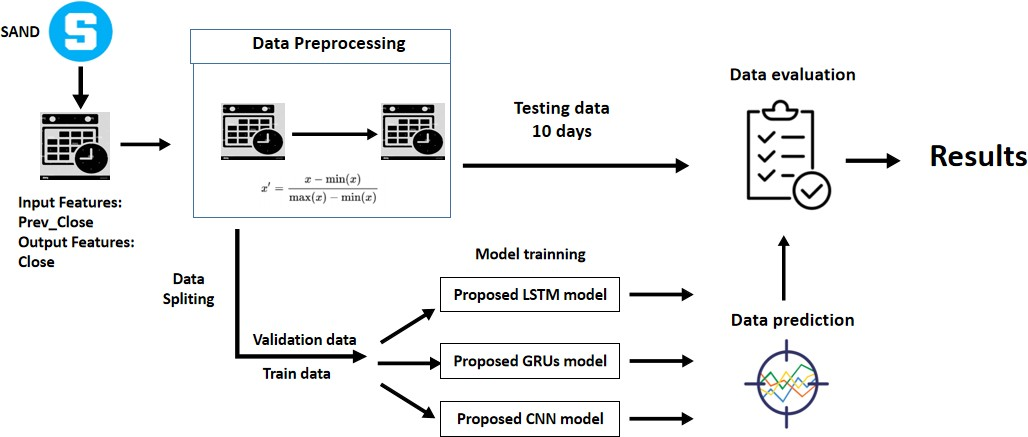 SAND
S
Input Features:
Prev_Close
Output Features:
Close
Data Preprocessing
x′ = x − min(x) / max(x) − min(x)
Testing data
10 days
Data evaluation
Results
Data
Spliting
Validation data
Train data
Model trainning
Proposed LSTM model
Proposed GRUs model
Proposed CNN model
Data prediction